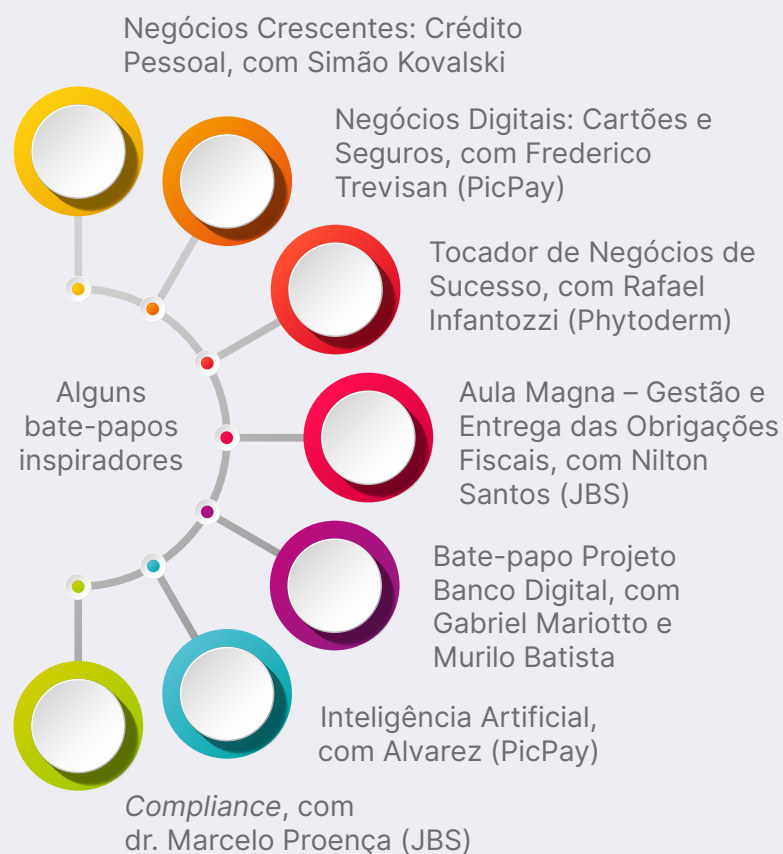 Negócios Crescentes: Crédito
Pessoal, com Simão Kovalski
Negócios Digitais: Cartões e
Seguros, com Frederico
Trevisan (PicPay)
Tocador de Negócios de
Sucesso, com Rafael
Infantozzi (Phytoderm)
Alguns
bate-papos
inspiradores
Aula Magna – Gestão e
Entrega das Obrigações
Fiscais, com Nilton
Santos (JBS)
Bate-papo Projeto
Banco Digital, com
Gabriel Mariotto e
Murilo Batista
Inteligência Artificial,
com Alvarez (PicPay)
Compliance, com
dr. Marcelo Proença (JBS)